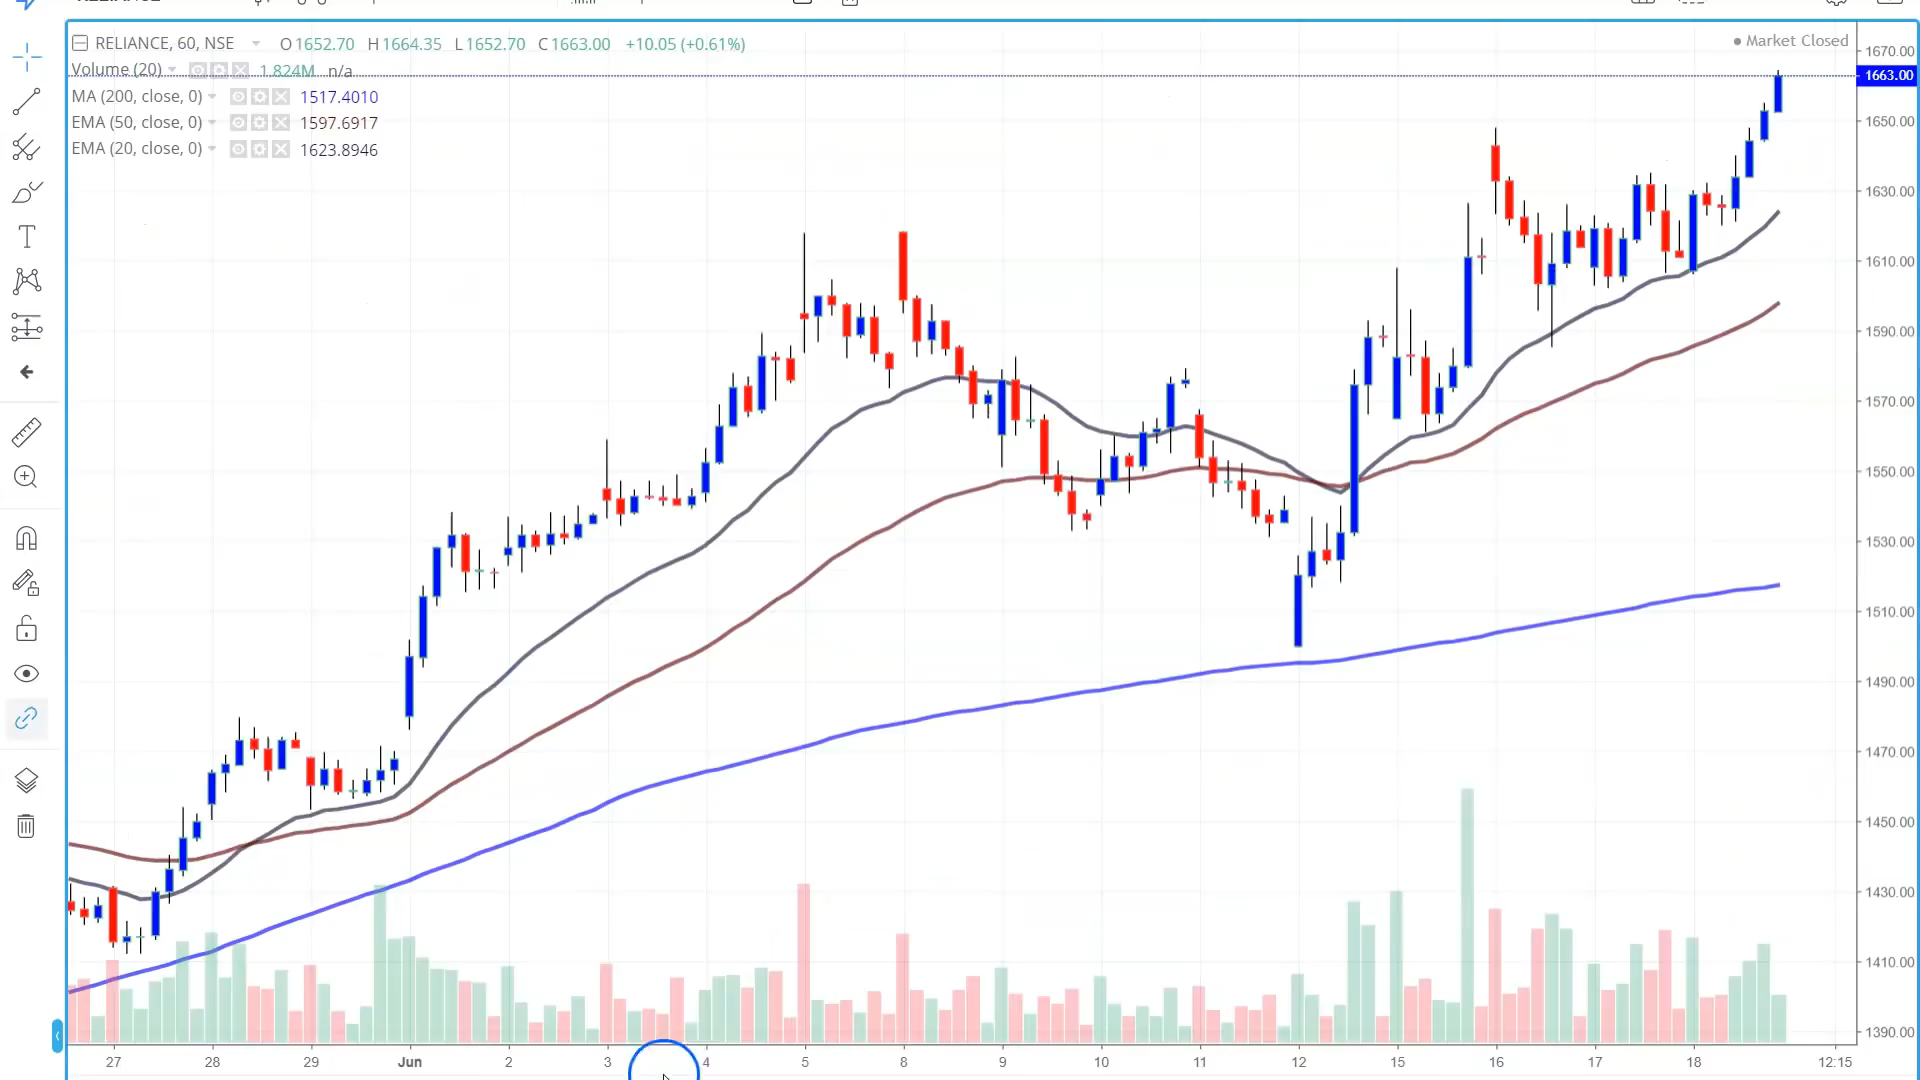 RELIANCE
RELIANCE, 60, NSE O 1652.70 H 1664.35 L 1652.70 C 1663.00 +10.05 (+0.61%)
Market Closed
Volume (20) 1.824M n/a
MA (200, close, 0) 1517.4010
EMA (50, close, 0) 1597.6917
EMA (20, close, 0) 1623.8946
1670.00
1663.00
1650.00
1630.00
1610.00
1590.00
1570.00
1550.00
1530.00
1510.00
1490.00
1470.00
1450.00
1430.00
1410.00
1390.00
27 28 29 Jun 2 3 4 5 8 9 10 11 12 15 16 17 18 12:15